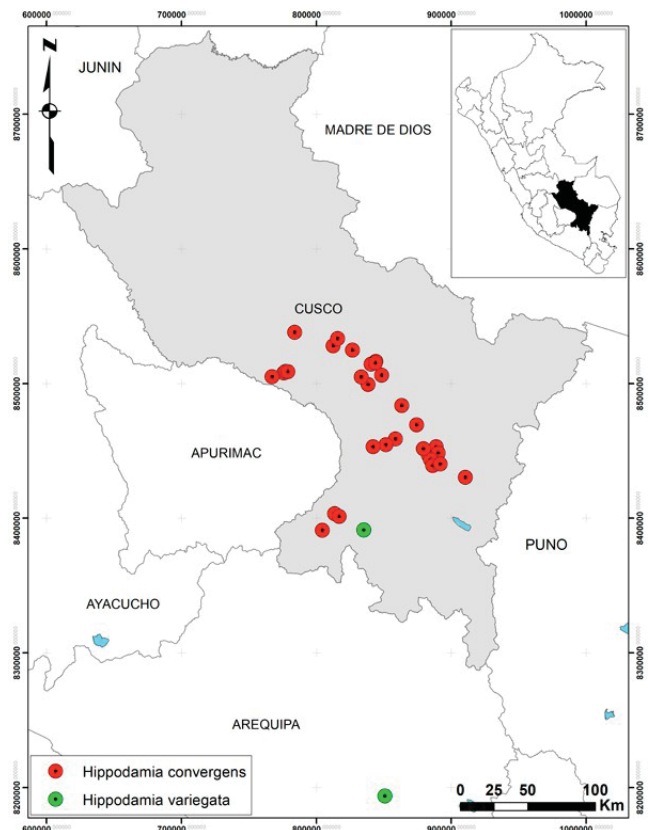 600000 700000 800000 900000 1000000
N
JUNIN
MADRE DE DIOS
8700000 8700000
8600000 8600000
CUSCO
8500000 8500000
APURIMAC
8400000 8400000
PUNO
AYACUCHO
8300000 8300000
AREQUIPA
Hippodamia convergens
Hippodamia variegata
8200000 8200000
0 25 50 100
Km
600000 700000 800000 900000 1000000